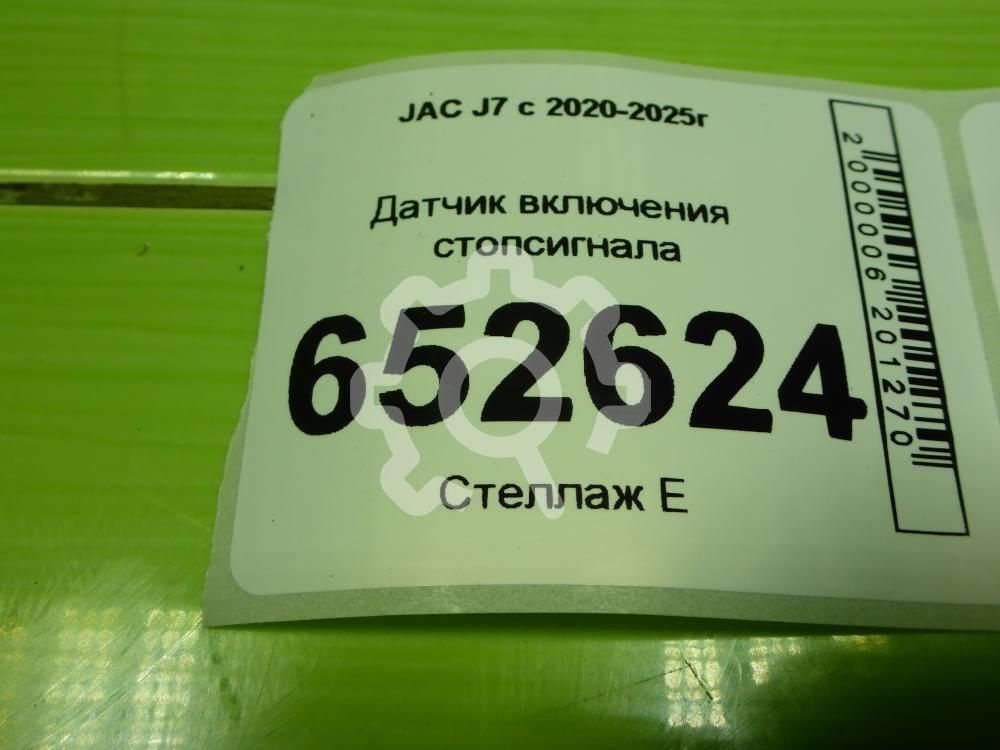 JAC J7 с 2020-2025г
Датчик включения
стопсигнала
652624
Стеллаж Е
2000006201270